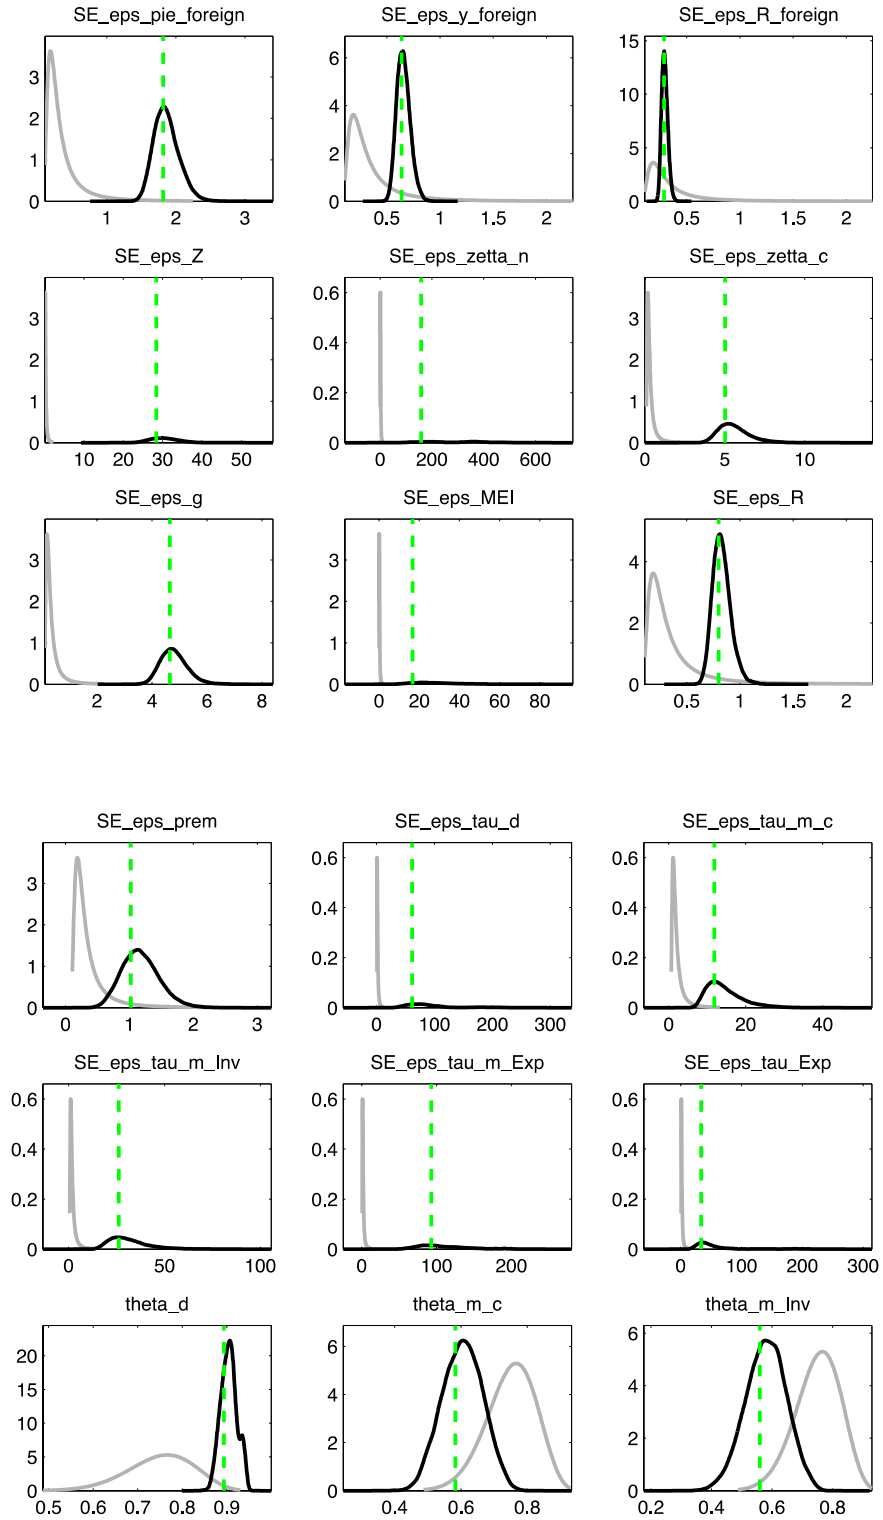 SE_eps_pie_foreign SE_eps_y_foreign SE_eps_R_foreign
3 2 1 0 6 4 2 0 15 10 5 0
1 2 3 0.5 1 1.5 2 0.5 1 1.5 2
SE_eps_Z SE_eps_zetta_n SE_eps_zetta_c
3 2 1 0 0.6 0.4 0.2 0 3 2 1 0
10 20 30 40 50 0 200 400 600 0 5 10
SE_eps_g SE_eps_MEI SE_eps_R
3 2 1 0 3 2 1 0 4 2 0
0 2 4 6 8 0 20 40 60 80 0.5 1 1.5 2
SE_eps_prem SE_eps_tau_d SE_eps_tau_m_c
3 2 1 0 0.6 0.4 0.2 0 0.6 0.4 0.2 0
0 1 2 3 0 100 200 300 0 20 40
SE_eps_tau_m_Inv SE_eps_tau_m_Exp SE_eps_tau_Exp
0.6 0.4 0.2 0 0.6 0.4 0.2 0 0.6 0.4 0.2 0
0 50 100 0 100 200 0 100 200 300
theta_d theta_m_c theta_m_Inv
20 15 10 5 0 6 4 2 0 6 4 2 0
0.5 0.6 0.7 0.8 0.9 0.4 0.6 0.8 0.2 0.4 0.6 0.8